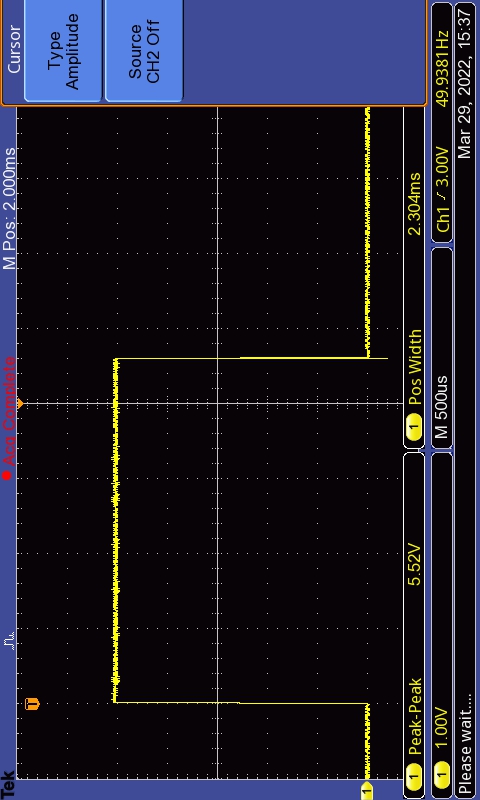 Tek
Acq Complete
M Pos: 2.000ms
Cursor
T
Type
Amplitude
Source
CH2 Off
1
1 Peak-Peak 5.52V
1 Pos Width 2.304ms
1 1.00V
M 500us
Ch1 3.00V 49.9381Hz
Please wait....
Mar 29, 2022, 15:37